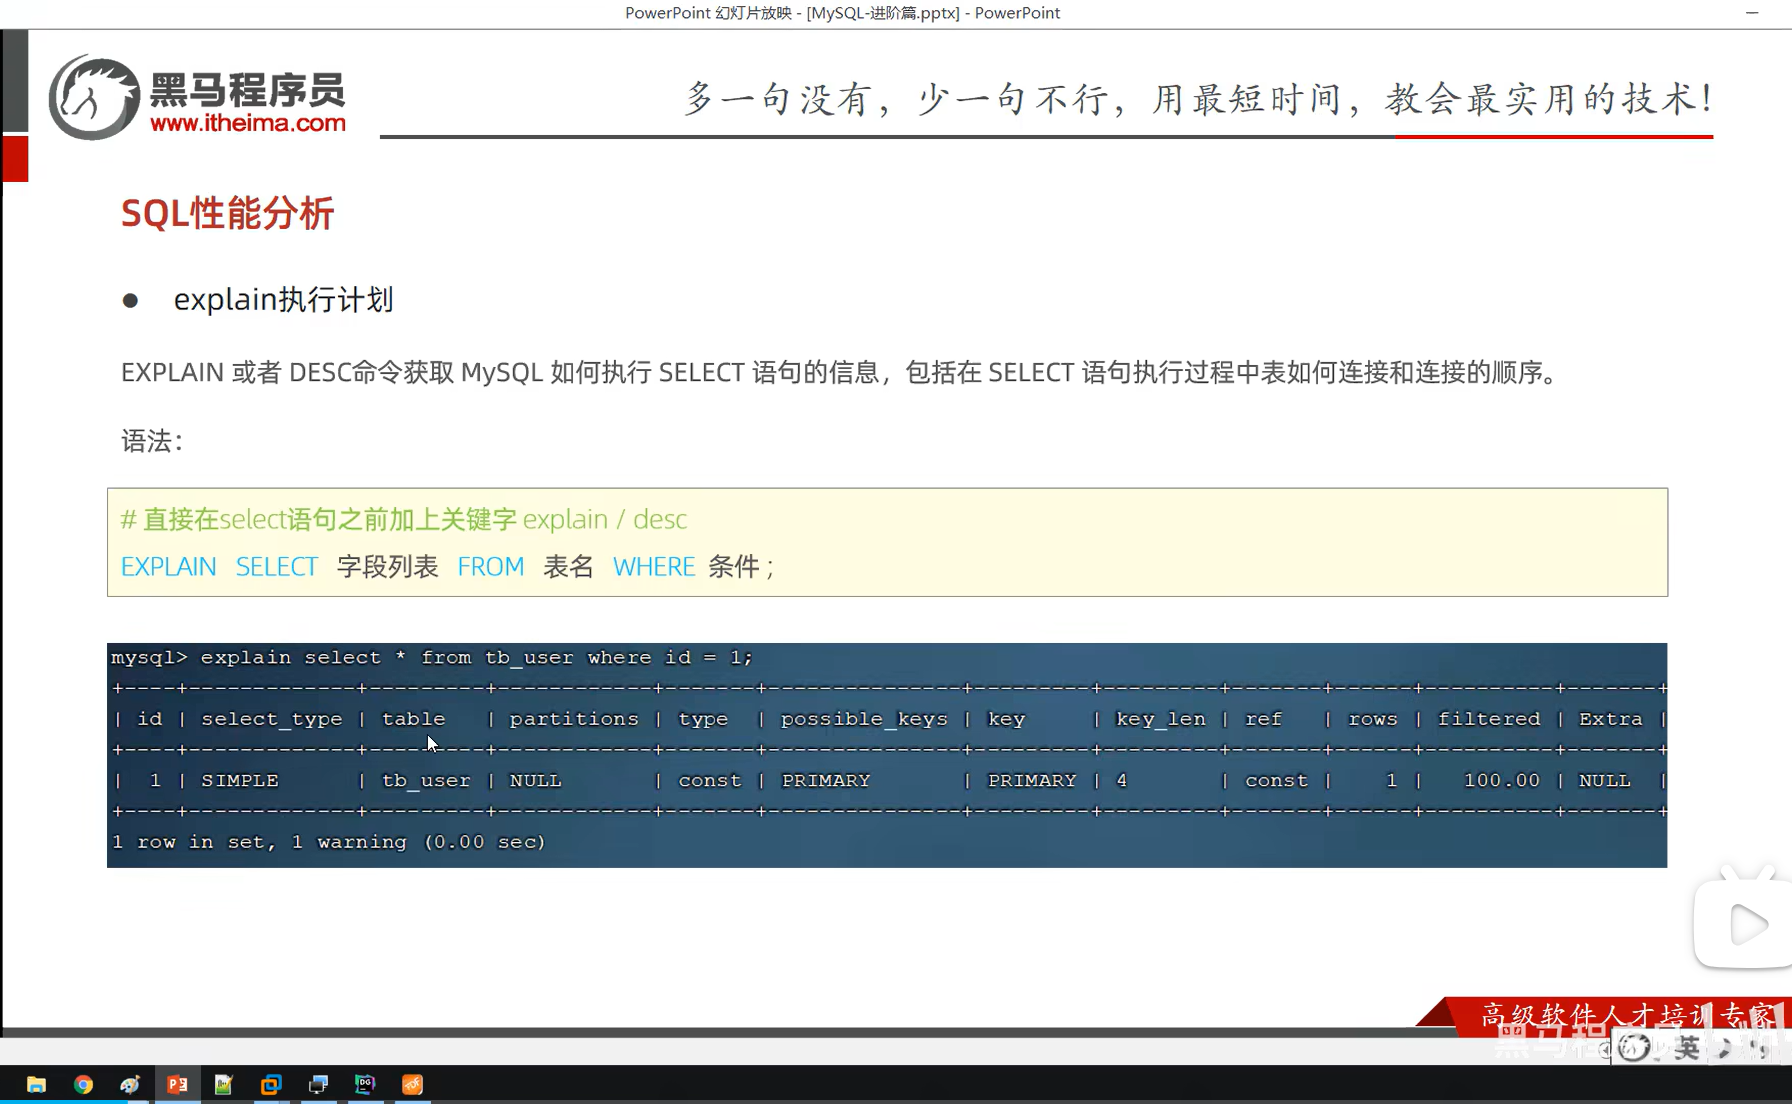 PowerPoint 幻灯片放映 - [MySQL-进阶篇.pptx] - PowerPoint
黑马程序员
www.itheima.com
多一句没有，少一句不行，用最短时间，教会最实用的技术！
SQL性能分析
● explain执行计划
EXPLAIN 或者 DESC命令获取 MySQL 如何执行 SELECT 语句的信息，包括在 SELECT 语句执行过程中表如何连接和连接的顺序。
语法：
# 直接在select语句之前加上关键字 explain / desc
EXPLAIN SELECT 字段列表 FROM 表名 WHERE 条件 ;
mysql> explain select * from tb_user where id = 1;
+----+-------------+---------+------------+-------+---------------+---------+---------+-------+------+----------+-------+
| id | select_type | table | partitions | type | possible_keys | key | key_len | ref | rows | filtered | Extra |
+----+-------------+---------+------------+-------+---------------+---------+---------+-------+------+----------+-------+
| 1 | SIMPLE | tb_user | NULL | const | PRIMARY | PRIMARY | 4 | const | 1 | 100.00 | NULL |
+----+-------------+---------+------------+-------+---------------+---------+---------+-------+------+----------+-------+
1 row in set, 1 warning (0.00 sec)
高级软件人才培训专家
英